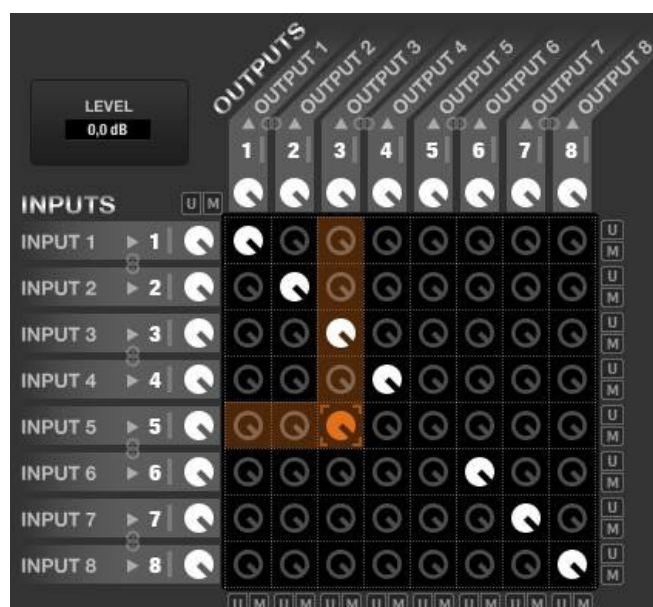 OUTPUTS
OUTPUT 1
OUTPUT 2
OUTPUT 3
OUTPUT 4
OUTPUT 5
OUTPUT 6
OUTPUT 7
OUTPUT 8
LEVEL
0,0 dB
1 2 3 4 5 6 7 8
INPUTS U M
INPUT 1 1 U M
INPUT 2 2 U M
INPUT 3 3 U M
INPUT 4 4 U M
INPUT 5 5 U M
INPUT 6 6 U M
INPUT 7 7 U M
INPUT 8 8 U M
U M U M U M U M U M U M U M U M